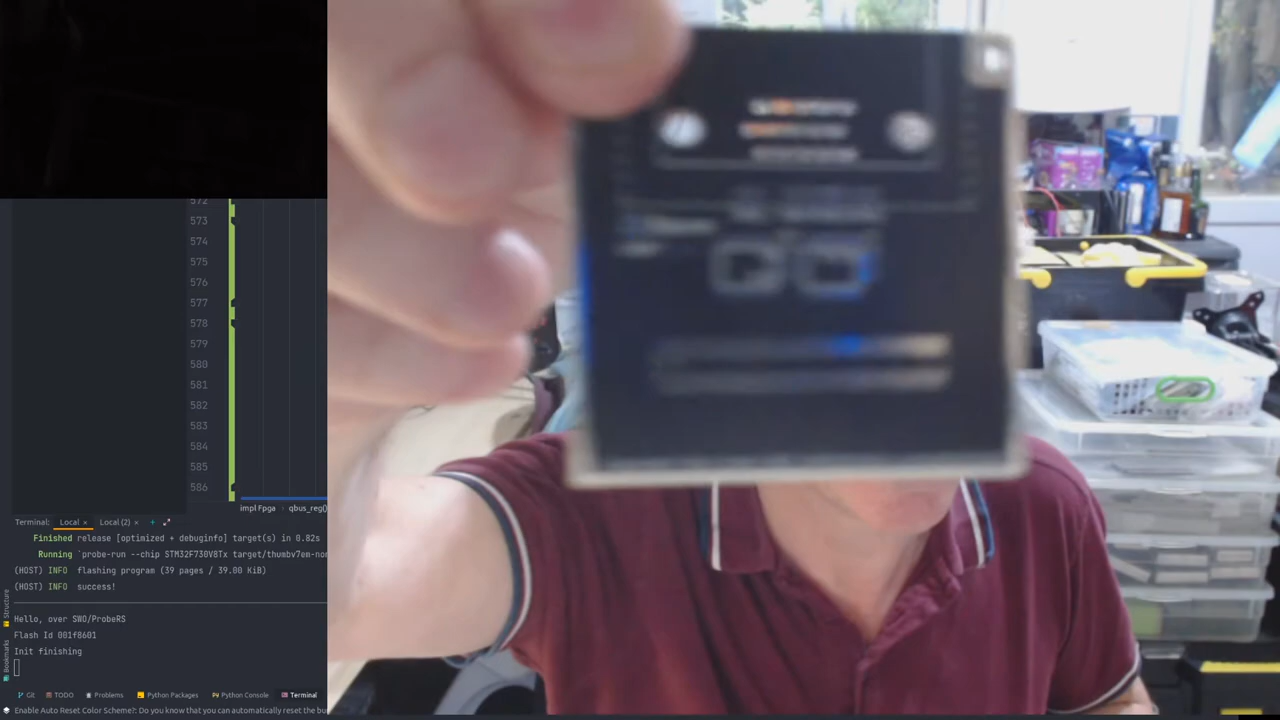 572
573
574
575
576
577
578
579
580
581
582
583
584
585
586
impl Fpga › qbus_reg()
Terminal: Local × Local (2) × +
Finished release [optimized + debuginfo] target(s) in 0.82s
Running `probe-run --chip STM32F730V8Tx target/thumbv7em-non
(HOST) INFO flashing program (39 pages / 39.00 KiB)
(HOST) INFO success!
Hello, over SWO/ProbeRS
Flash Id 001f8601
Init finishing
Structure
Bookmarks
Git TODO Problems Python Packages Python Console Terminal
Enable Auto Reset Color Scheme?: Do you know that you can automatically reset the bu